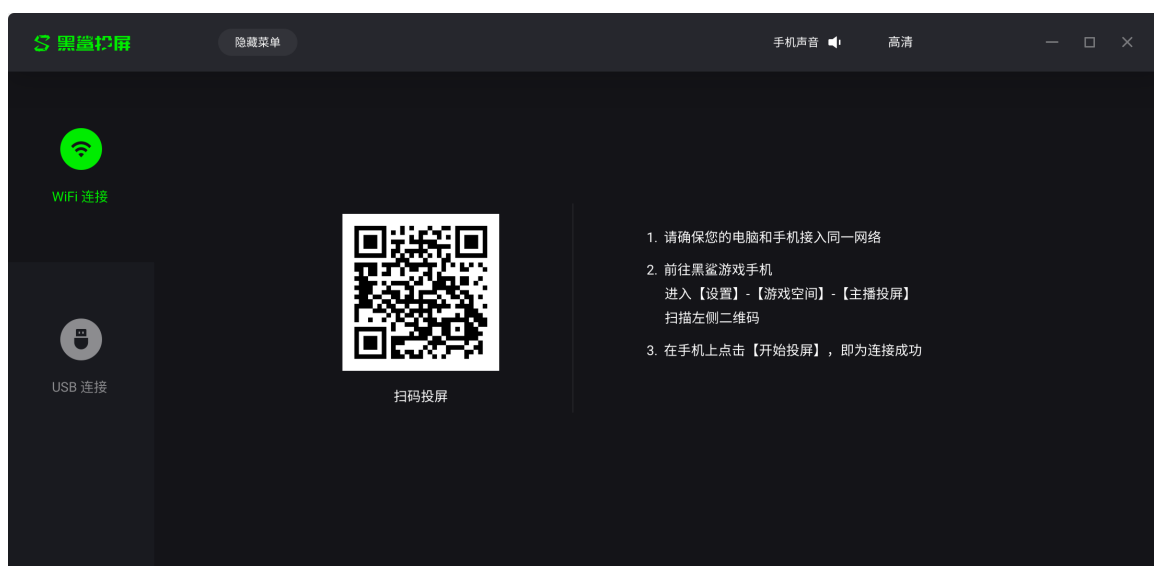 黑鲨投屏
隐藏菜单
手机声音
高清
WiFi 连接
USB 连接
扫码投屏
1. 请确保您的电脑和手机接入同一网络
2. 前往黑鲨游戏手机
进入【设置】-【游戏空间】-【主播投屏】
扫描左侧二维码
3. 在手机上点击【开始投屏】，即为连接成功